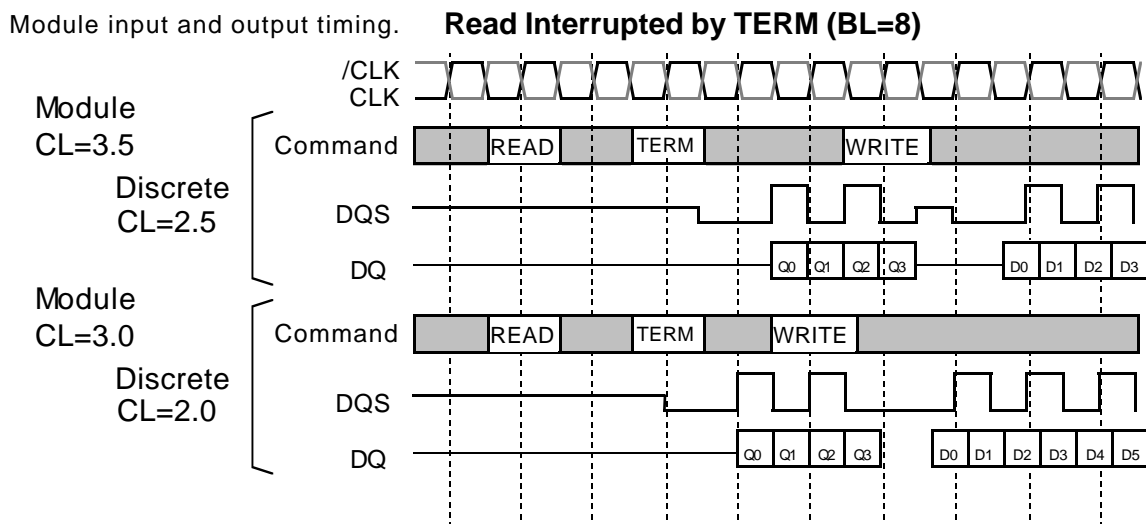 Module input and output timing.
Read Interrupted by TERM (BL=8)
/CLK
CLK
Module
CL=3.5
Discrete
CL=2.5
Command READ TERM WRITE
DQS
DQ Q0 Q1 Q2 Q3 D0 D1 D2 D3
Module
CL=3.0
Discrete
CL=2.0
Command READ TERM WRITE
DQS
DQ Q0 Q1 Q2 Q3 D0 D1 D2 D3 D4 D5